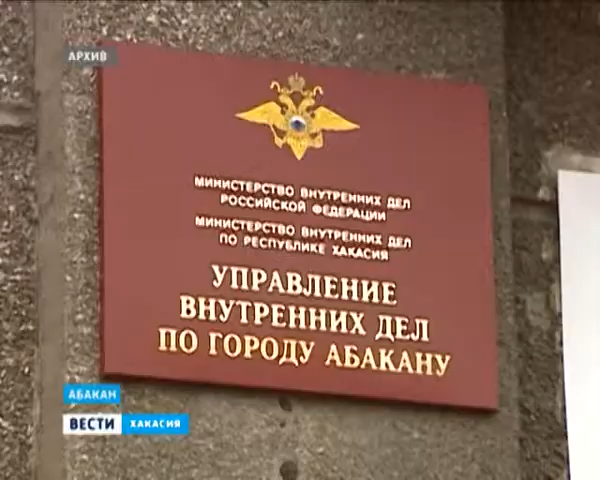 АРХИВ
МИНИСТЕРСТВО ВНУТРЕННИХ ДЕЛ
РОССИЙСКОЙ ФЕДЕРАЦИИ
МИНИСТЕРСТВО ВНУТРЕННИХ ДЕЛ
ПО РЕСПУБЛИКЕ ХАКАСИЯ
УПРАВЛЕНИЕ
ВНУТРЕННИХ ДЕЛ
ПО ГОРОДУ АБАКАНУ
АБАКАН
ВЕСТИ ХАКАСИЯ